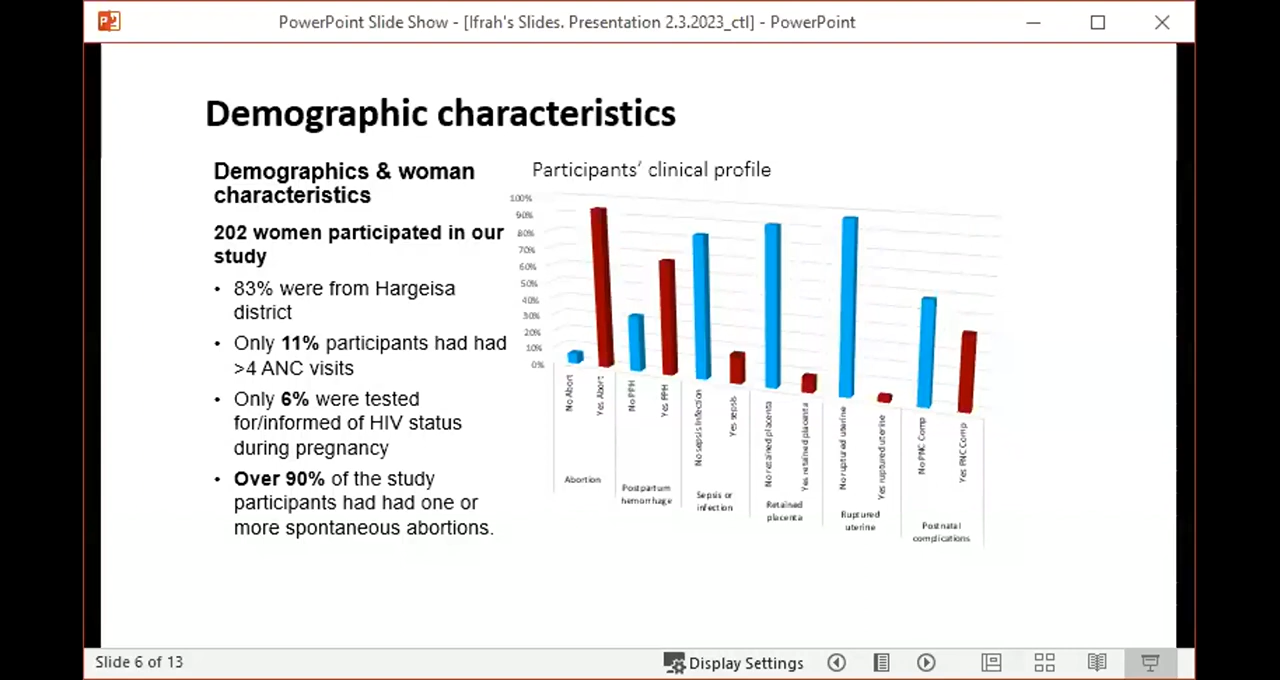 PowerPoint Slide Show - [Ifrah's Slides. Presentation 2.3.2023_ctl] - PowerPoint
Demographic characteristics
Demographics & woman
characteristics
202 women participated in our
study
• 83% were from Hargeisa
district
• Only 11% participants had had
>4 ANC visits
• Only 6% were tested
for/informed of HIV status
during pregnancy
• Over 90% of the study
participants had had one or
more spontaneous abortions.
Participants' clinical profile
100%
90%
80%
70%
60%
50%
40%
30%
20%
10%
0%
No Abort
Yes Abort
No PPH
Yes PPH
No sepsis Infection
Yes sepsis
No retained placenta
Yes retained placenta
No ruptured uterine
Yes ruptured uterine
No PNC Comp
Yes PNC Comp
Abortion
Postpartum
hemorrhage
Sepsis or
infection
Retained
placenta
Ruptured
uterine
Postnatal
complications
Slide 6 of 13
Display Settings